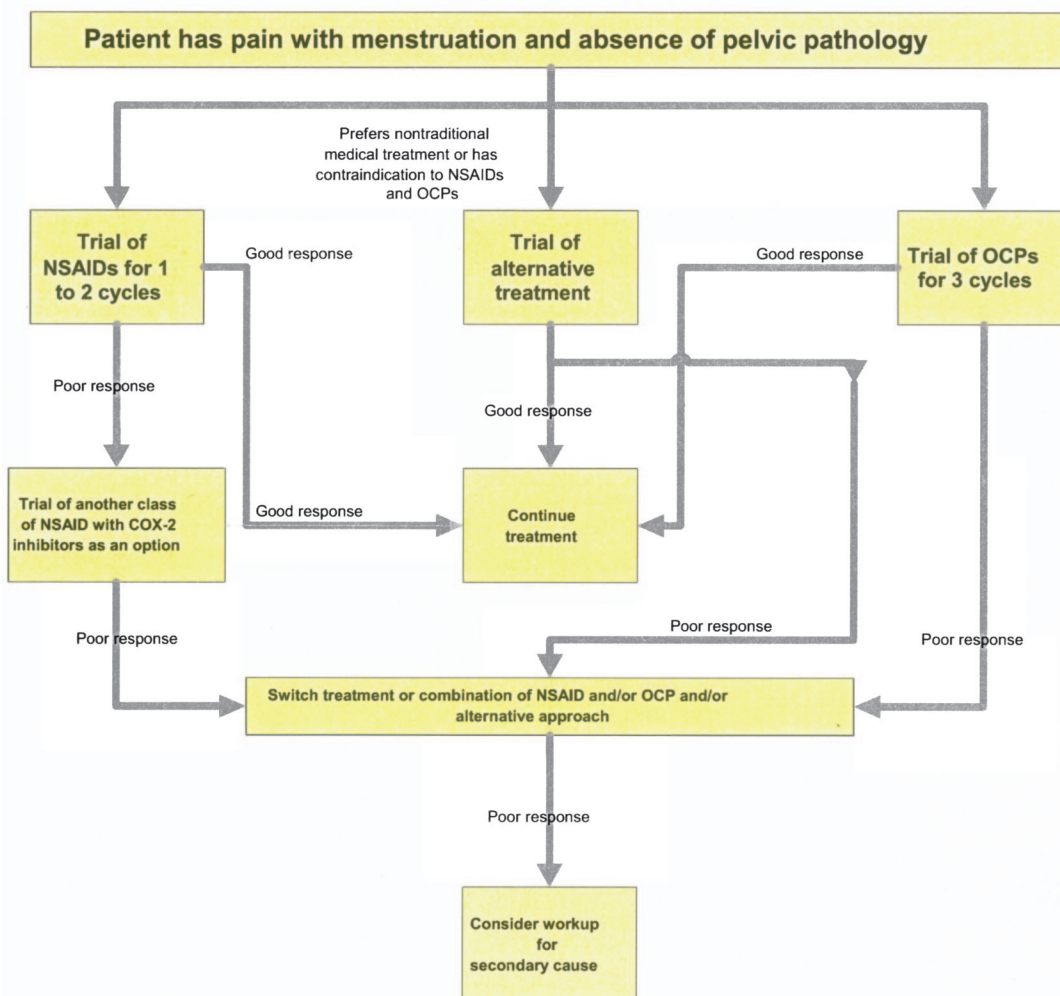 Patient has pain with menstruation and absence of pelvic pathology
Prefers nontraditional
medical treatment or has
contraindication to NSAIDs
and OCPs
Trial of
NSAIDs for 1
to 2 cycles
Good response
Trial of
alternative
treatment
Good response
Trial of OCPs
for 3 cycles
Poor response
Good response
Trial of another class
of NSAID with COX-2
inhibitors as an option
Good response
Continue
treatment
Poor response
Poor response
Poor response
Switch treatment or combination of NSAID and/or OCP and/or
alternative approach
Poor response
Consider workup
for
secondary cause